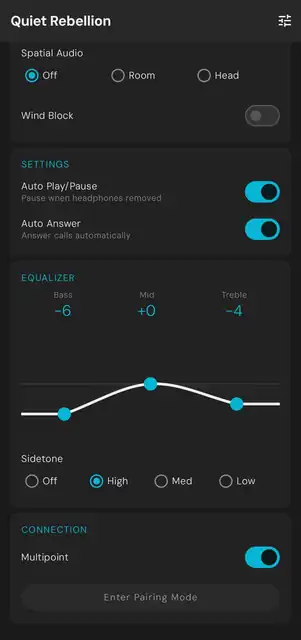 Quiet Rebellion
Spatial Audio
Off Room Head
Wind Block
SETTINGS
Auto Play/Pause
Pause when headphones removed
Auto Answer
Answer calls automatically
EQUALIZER
Bass Mid Treble
-6 +0 -4
Sidetone
Off High Med Low
CONNECTION
Multipoint
Enter Pairing Mode